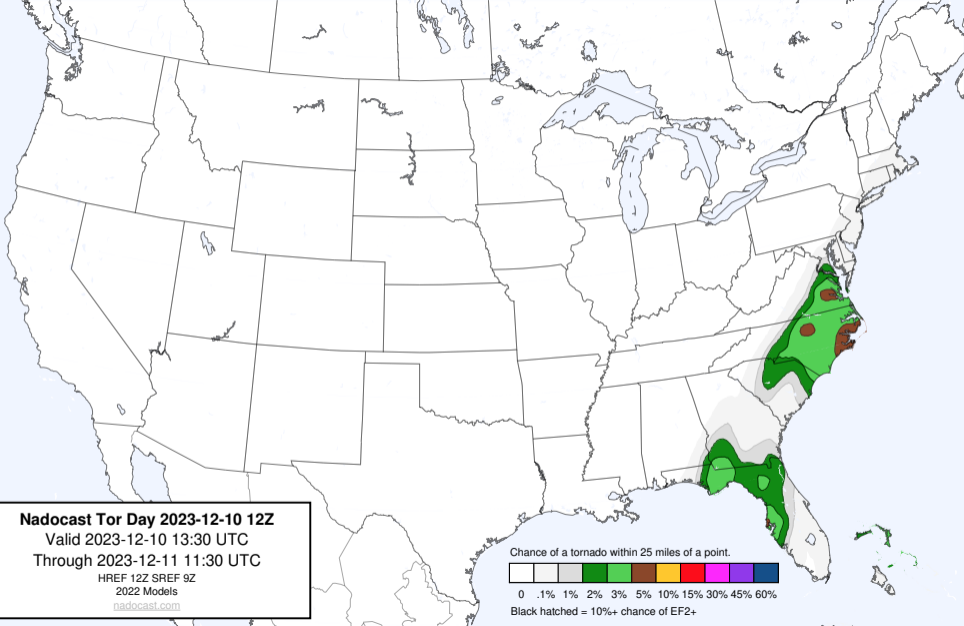 Nadocast Tor Day 2023-12-10 12Z
Valid 2023-12-10 13:30 UTC
Through 2023-12-11 11:30 UTC
HREF 12Z SREF 9Z
2022 Models
nadocast.com
Chance of a tornado within 25 miles of a point.
0 .1% 1% 2% 3% 5% 10% 15% 30% 45% 60%
Black hatched = 10%+ chance of EF2+